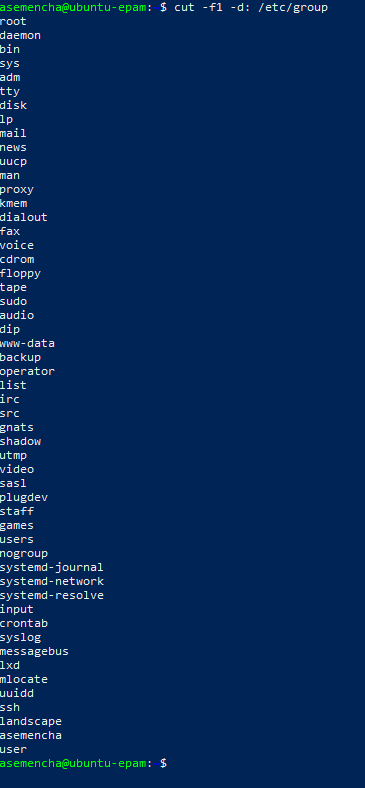 asemencha@ubuntu-epam: $ cut -f1 -d: /etc/group
root
daemon
bin
sys
adm
tty
disk
lp
mail
news
uucp
man
proxy
kmem
dialout
fax
voice
cdrom
floppy
tape
sudo
audio
dip
www-data
backup
operator
list
irc
src
gnats
shadow
utmp
video
sasl
plugdev
staff
games
users
nogroup
systemd-journal
systemd-network
systemd-resolve
input
crontab
syslog
messagebus
lxd
mlocate
uuidd
ssh
landscape
asemencha
user
asemencha@ubuntu-epam: $